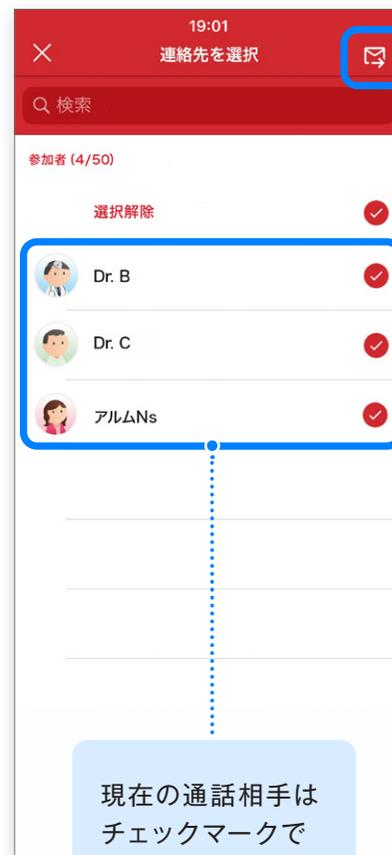 19:01
連絡先を選択
検索
参加者 (4/50)
選択解除
Dr. B
Dr. C
アルムNs
現在の通話相手は
チェックマークで